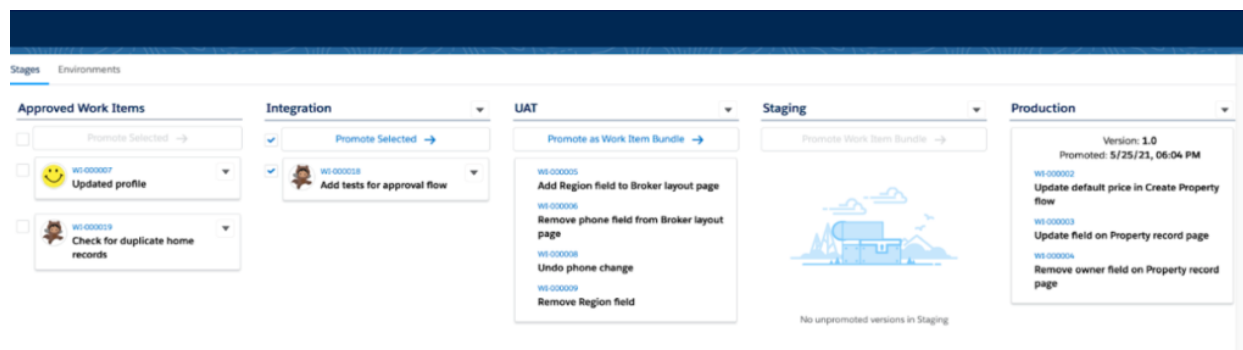 Stages Environments
Approved Work Items
Promote Selected →
WI-000007
Updated profile
WI-000019
Check for duplicate home
records
Integration
Promote Selected →
WI-000018
Add tests for approval flow
UAT
Promote as Work Item Bundle →
WI-000005
Add Region field to Broker layout page
WI-000006
Remove phone field from Broker layout
page
WI-000008
Undo phone change
WI-000009
Remove Region field
Staging
Promote Work Item Bundle →
No unpromoted versions in Staging
Production
Version: 1.0
Promoted: 5/25/21, 06:04 PM
WI-000002
Update default price in Create Property
flow
WI-000003
Update field on Property record page
WI-000004
Remove owner field on Property record
page